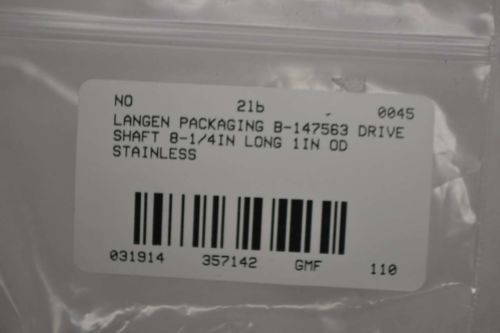 NO 21b 0045
LANGEN PACKAGING B-147563 DRIVE
SHAFT 8-1/4IN LONG 1IN OD
STAINLESS
031914 357142 GMF 110